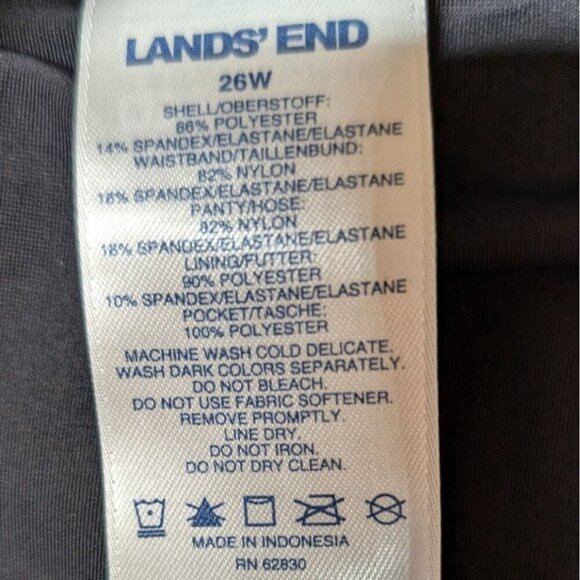 LANDS' END
26W
SHELL/OBERSTOFF:
86% POLYESTER
14% SPANDEX/ELASTANE/ELASTANE
WAISTBAND/TAILLENBUND:
82% NYLON
18% SPANDEX/ELASTANE/ELASTANE
PANTY/HOSE:
82% NYLON
18% SPANDEX/ELASTANE/ELASTANE
LINING/FUTTER:
90% POLYESTER
10% SPANDEX/ELASTANE/ELASTANE
POCKET/TASCHE:
100% POLYESTER
MACHINE WASH COLD DELICATE.
WASH DARK COLORS SEPARATELY.
DO NOT BLEACH.
DO NOT USE FABRIC SOFTENER.
REMOVE PROMPTLY.
LINE DRY.
DO NOT IRON.
DO NOT DRY CLEAN.
MADE IN INDONESIA
RN 62830